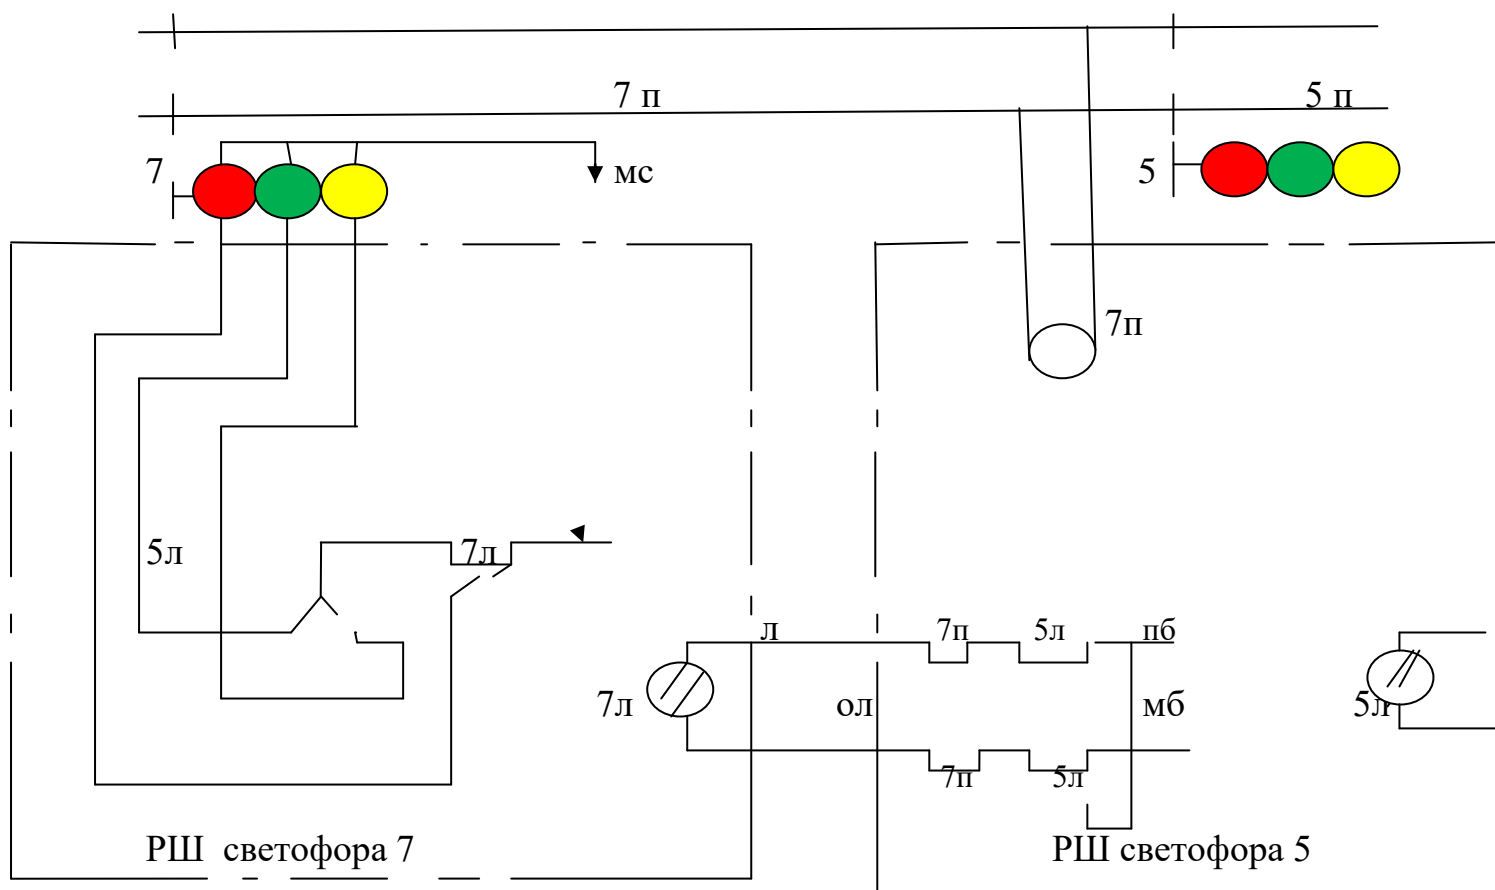 7 п
5 п
7
мс
5
7п
5л
7л
л
7п
5л
пб
7л
ол
мб
5л
7п
5л
РШ светофора 7
РШ светофора 5